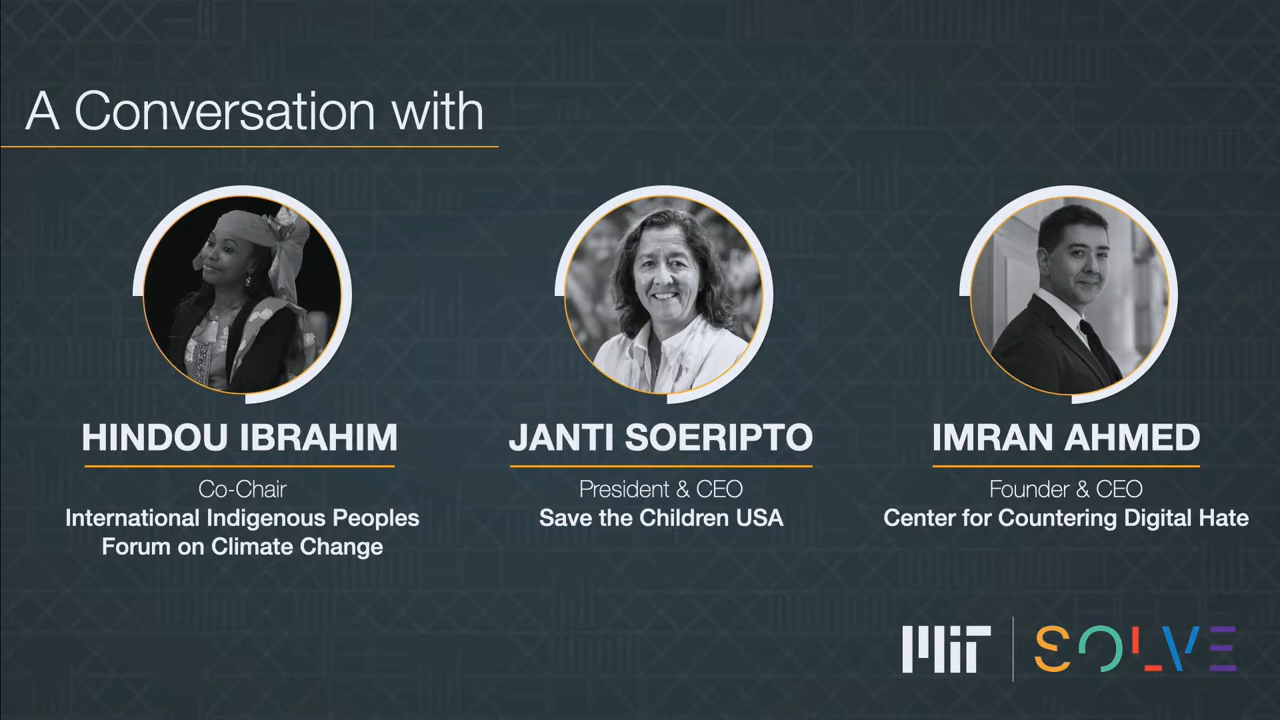 A Conversation with
HINDOU IBRAHIM
Co-Chair
International Indigenous Peoples
Forum on Climate Change
JANTI SOERIPTO
President & CEO
Save the Children USA
IMRAN AHMED
Founder & CEO
Center for Countering Digital Hate
MIT SOLVE